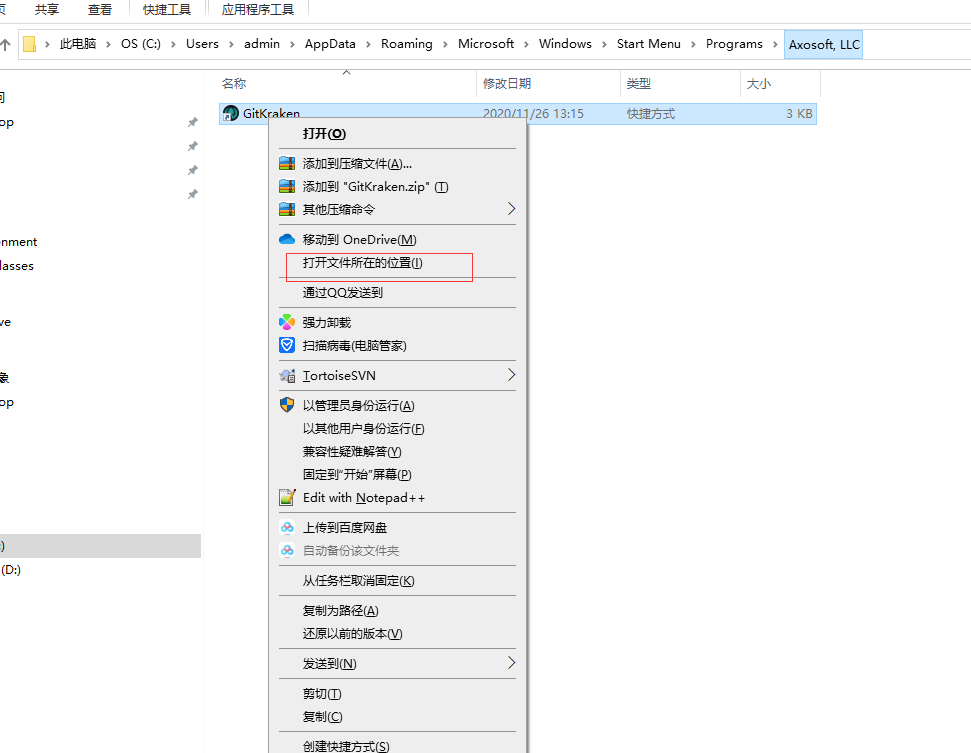 页 共享 查看 快捷工具 应用程序工具
此电脑 OS (C:) Users admin AppData Roaming Microsoft Windows Start Menu Programs Axosoft, LLC
名称 修改日期 类型 大小
GitKraken 2020/11/26 13:15 快捷方式 3 KB
问
op
nment
lasses
ve
象
op
:)
(D:)
打开(O)
添加到压缩文件(A)...
添加到 "GitKraken.zip" (T)
其他压缩命令
移动到 OneDrive(M)
打开文件所在的位置(I)
通过QQ发送到
强力卸载
扫描病毒(电脑管家)
TortoiseSVN
以管理员身份运行(A)
以其他用户身份运行(F)
兼容性疑难解答(Y)
固定到"开始"屏幕(P)
Edit with Notepad++
上传到百度网盘
自动备份该文件夹
从任务栏取消固定(K)
复制为路径(A)
还原以前的版本(V)
发送到(N)
剪切(T)
复制(C)
创建快捷方式(S)